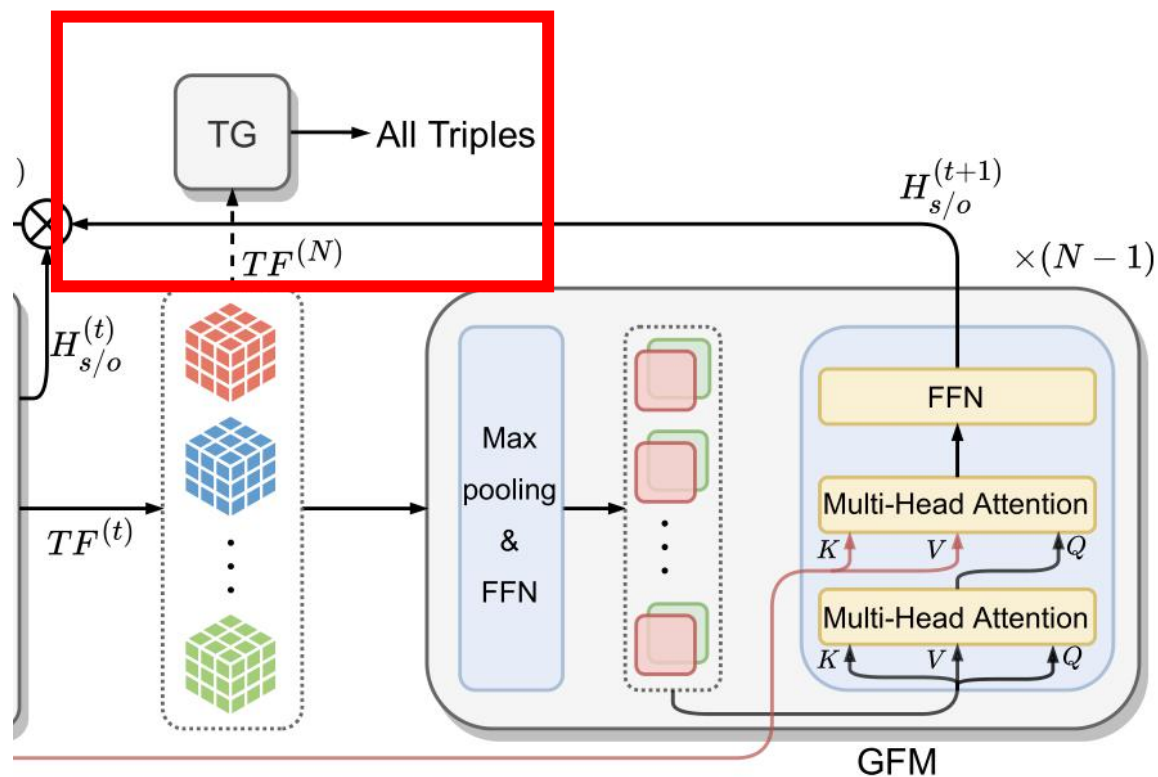 TG
All Triples
)
H_{s/o}^{(t+1)}
TF^{(N)}
×(N − 1)
H_{s/o}^{(t)}
Max
pooling
&
FFN
FFN
Multi-Head Attention
K V Q
TF^{(t)}
Multi-Head Attention
K V Q
GFM